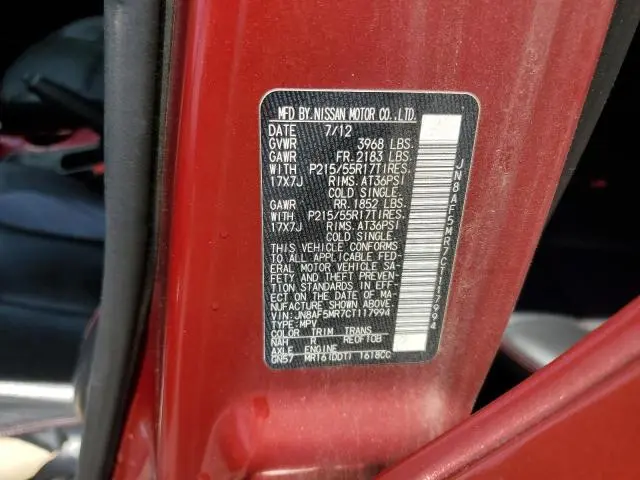 MFD BY.NISSAN MOTOR CO.,LTD.
DATE 7/12
GVWR 3968 LBS.
GAWR FR.2183 LBS.
WITH P215/55R17TIRES.
17X7J RIMS.AT36PSI
COLD SINGLE.
GAWR RR.1852 LBS.
WITH P215/55R17TIRES.
17X7J RIMS.AT36PSI
COLD SINGLE.
THIS VEHICLE CONFORMS
TO ALL APPLICABLE FED-
ERAL MOTOR VEHICLE SA-
FETY AND THEFT PREVEN-
TION STANDARDS IN EFF-
ECT ON THE DATE OF MA-
NUFACTURE SHOWN ABOVE.
VIN:JN8AF5MR7CT117994
TYPE:MPV
COLOR TRIM TRANS
NAH R RE0F10B
AXLE ENGINE
GN57 MR16(DDT) 1618CC
JN8AF5MR7CT117994